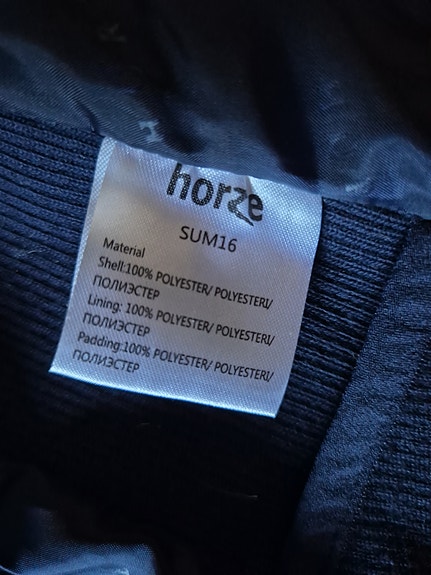 horze
SUM16
Material
Shell:100% POLYESTER/ POLYESTERI/
ПОЛИЭСТЕР
Lining: 100% POLYESTER/ POLYESTERI/
ПОЛИЭСТЕР
Padding:100% POLYESTER/ POLYESTERI/
ПОЛИЭСТЕР